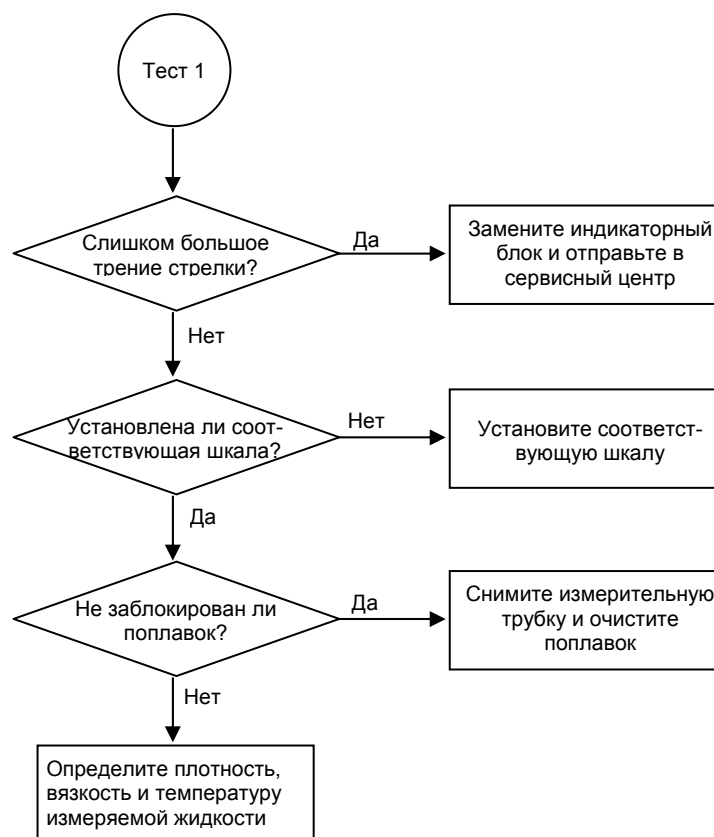 Тест 1
Слишком большое
трение стрелки?
Да
Замените индикаторный
блок и отправьте в
сервисный центр
Нет
Установлена ли соот-
ветствующая шкала?
Нет
Установите соответст-
вующую шкалу
Да
Не заблокирован ли
поплавок?
Да
Снимите измерительную
трубку и очистите
поплавок
Нет
Определите плотность,
вязкость и температуру
измеряемой жидкости